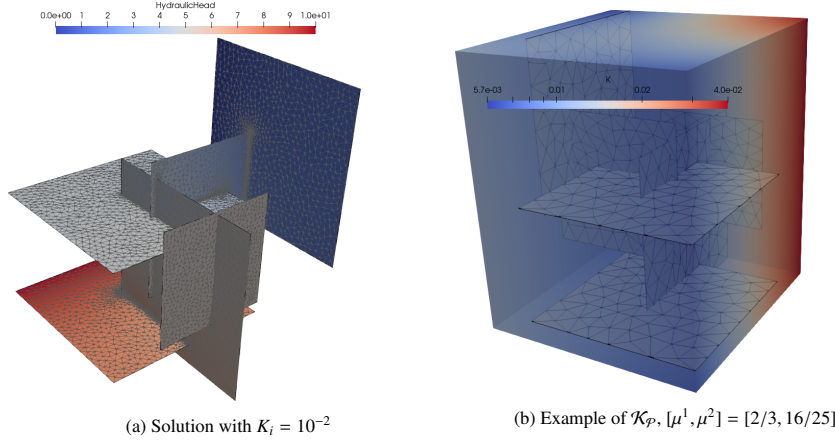 HydraulicHead
0.0e+00 1 2 3 4 5 6 7 8 9 1.0e+01
K
5.7e-03 0.01 0.02 4.0e-02
(a) Solution with K_i = 10^{-2}
(b) Example of 𝒦_𝒫, [μ^1, μ^2] = [2/3, 16/25]